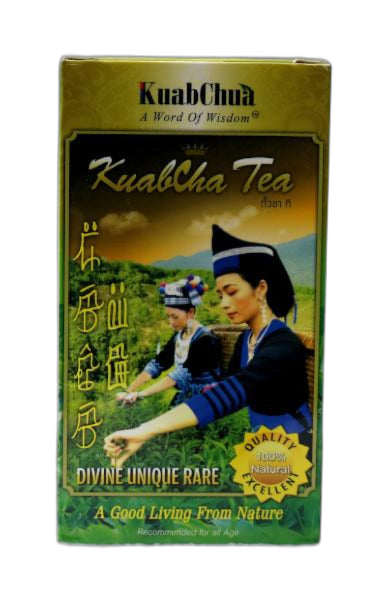 KuabChua
A Word Of Wisdom™
KuabCha Tea
กั๊วชา ที
DIVINE UNIQUE RARE
QUALITY
100%
Natural
EXCELLENT
A Good Living From Nature
Recommended for all Age